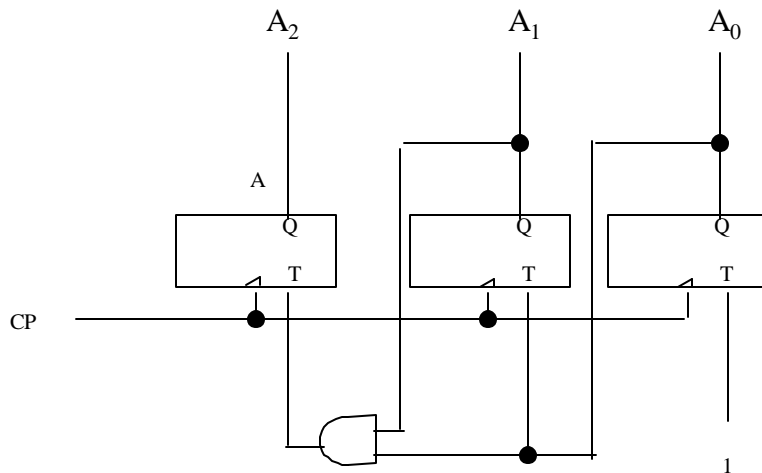 A₂ A₁ A₀
A
Q Q Q
T T T
CP
1